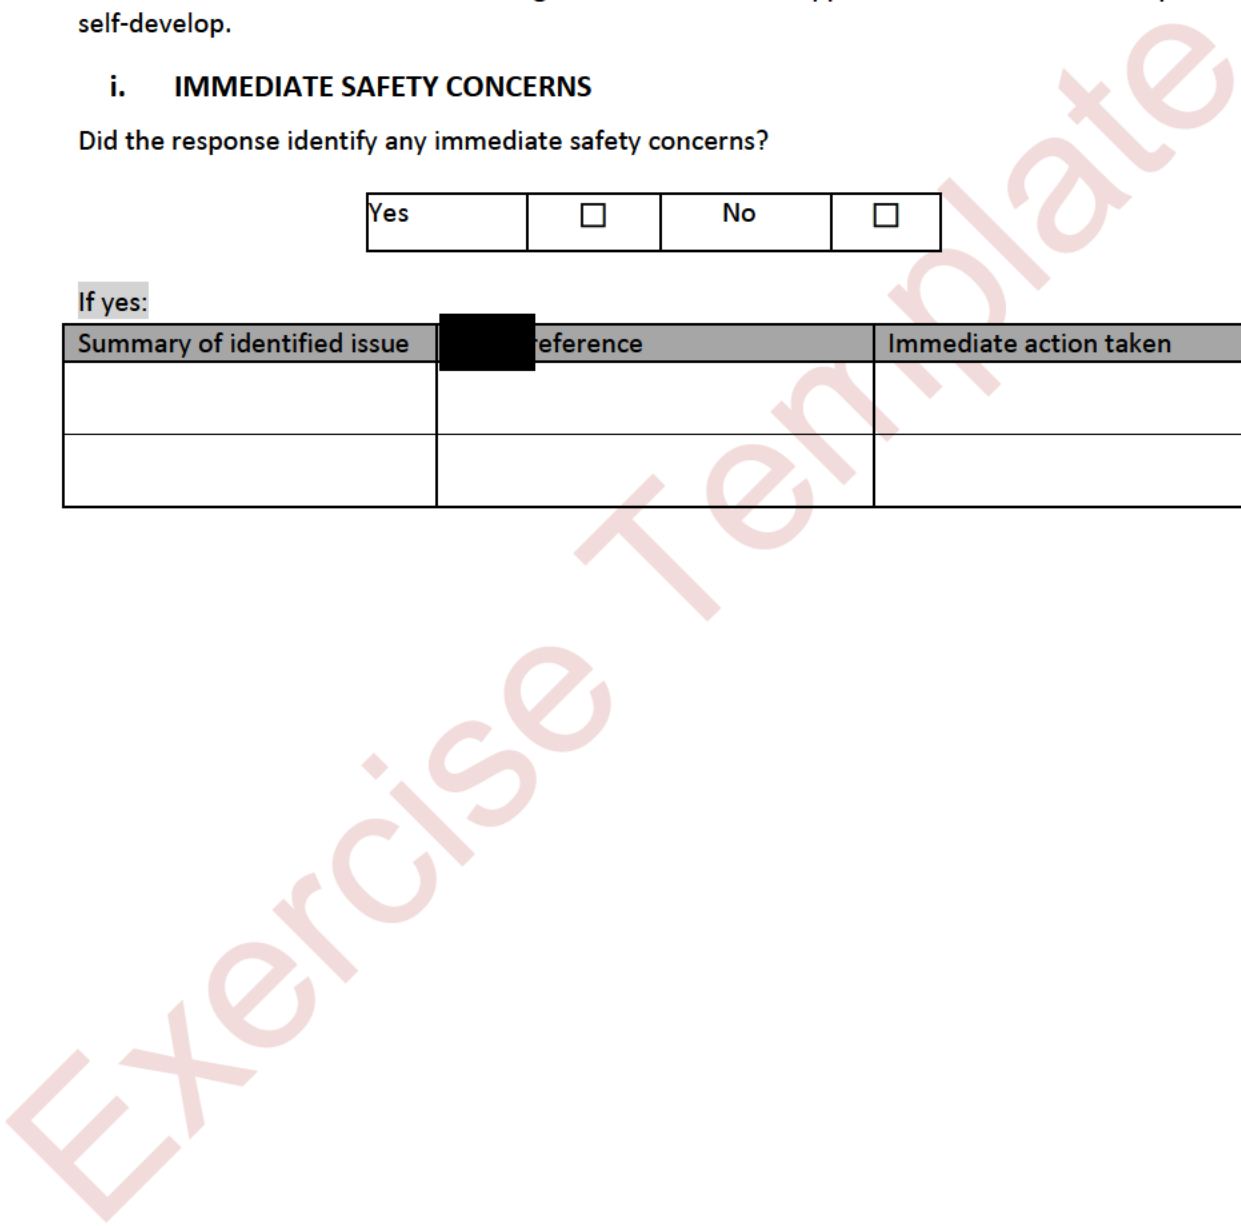 self-develop.
i. IMMEDIATE SAFETY CONCERNS
Did the response identify any immediate safety concerns?
Yes ☐ No ☐
If yes:
Summary of identified issue eference Immediate action taken
Exercise Template